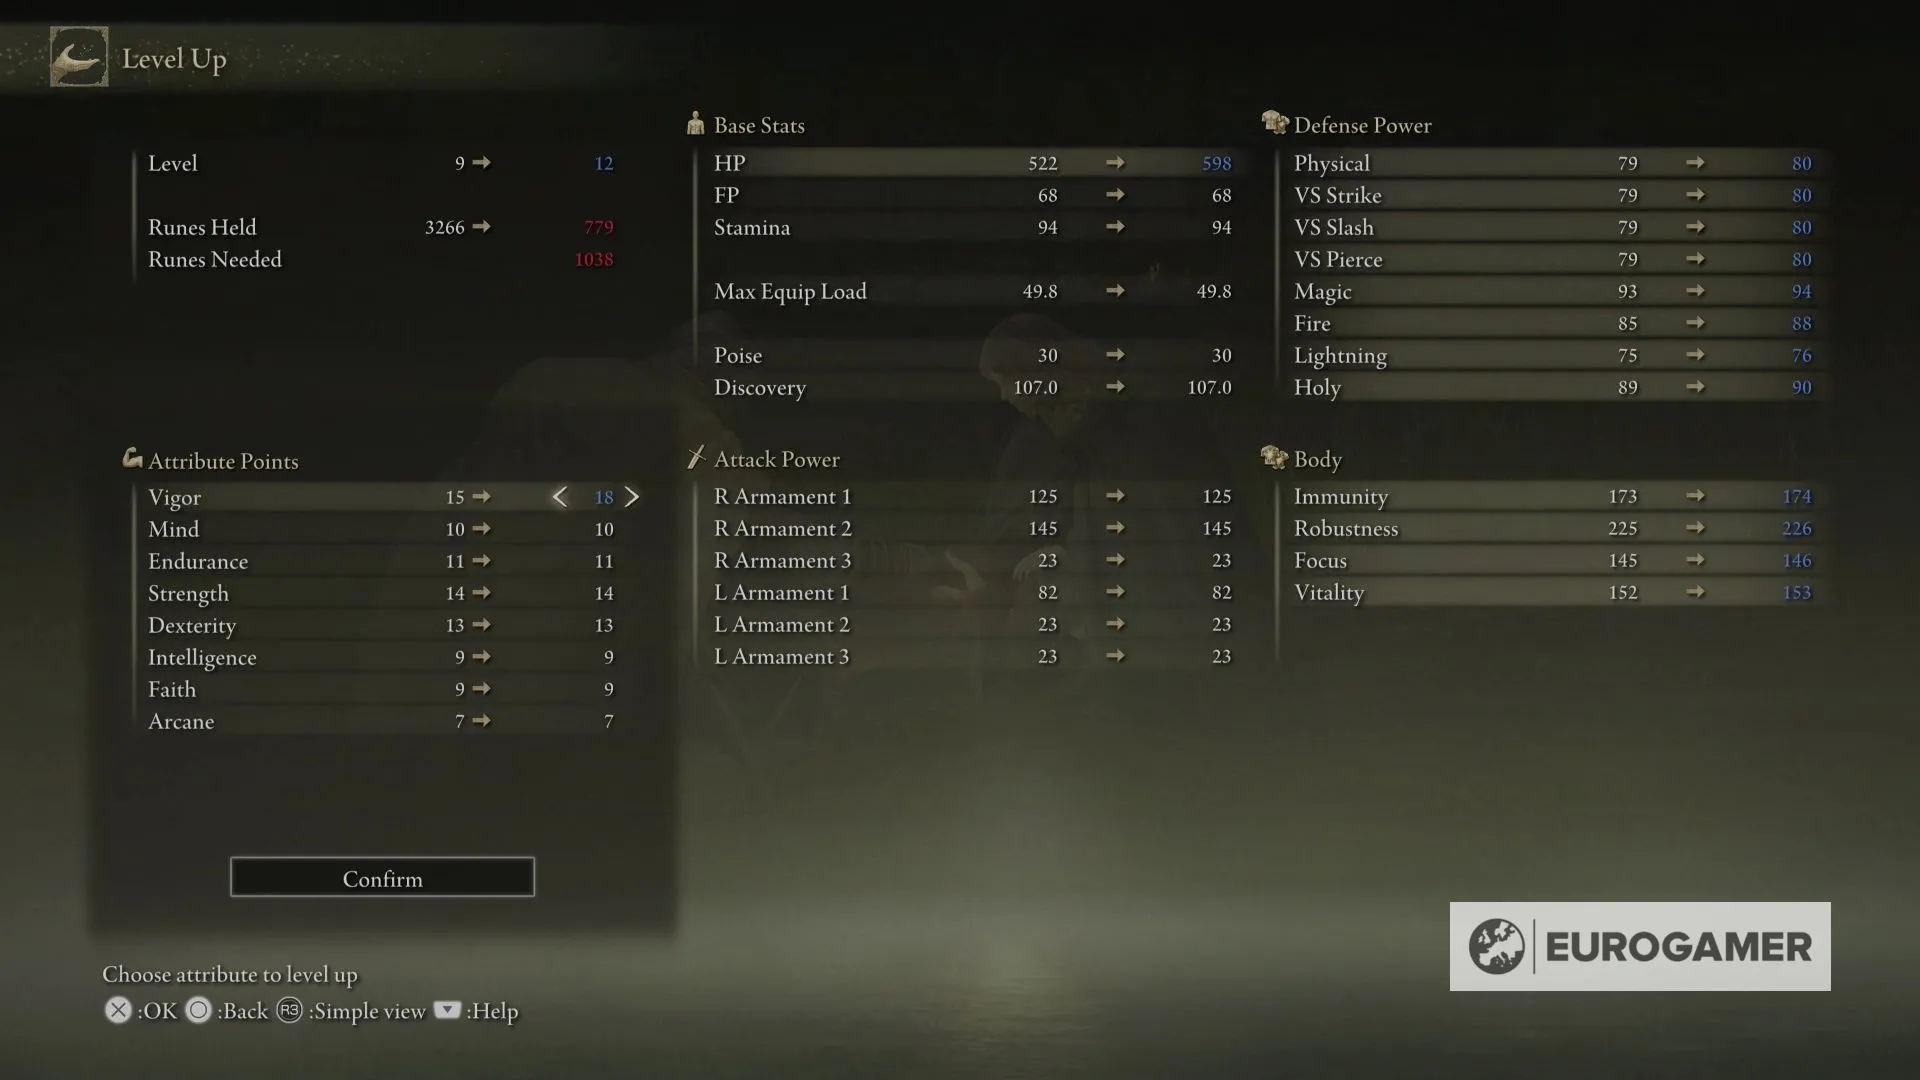 Level Up
Level 9 → 12
Runes Held 3266 → 779
Runes Needed 1038
Attribute Points
Vigor 15 → < 18 >
Mind 10 → 10
Endurance 11 → 11
Strength 14 → 14
Dexterity 13 → 13
Intelligence 9 → 9
Faith 9 → 9
Arcane 7 → 7
Confirm
Base Stats
HP 522 → 598
FP 68 → 68
Stamina 94 → 94
Max Equip Load 49.8 → 49.8
Poise 30 → 30
Discovery 107.0 → 107.0
Attack Power
R Armament 1 125 → 125
R Armament 2 145 → 145
R Armament 3 23 → 23
L Armament 1 82 → 82
L Armament 2 23 → 23
L Armament 3 23 → 23
Defense Power
Physical 79 → 80
VS Strike 79 → 80
VS Slash 79 → 80
VS Pierce 79 → 80
Magic 93 → 94
Fire 85 → 88
Lightning 75 → 76
Holy 89 → 90
Body
Immunity 173 → 174
Robustness 225 → 226
Focus 145 → 146
Vitality 152 → 153
Choose attribute to level up
:OK :Back R3 :Simple view :Help
EUROGAMER